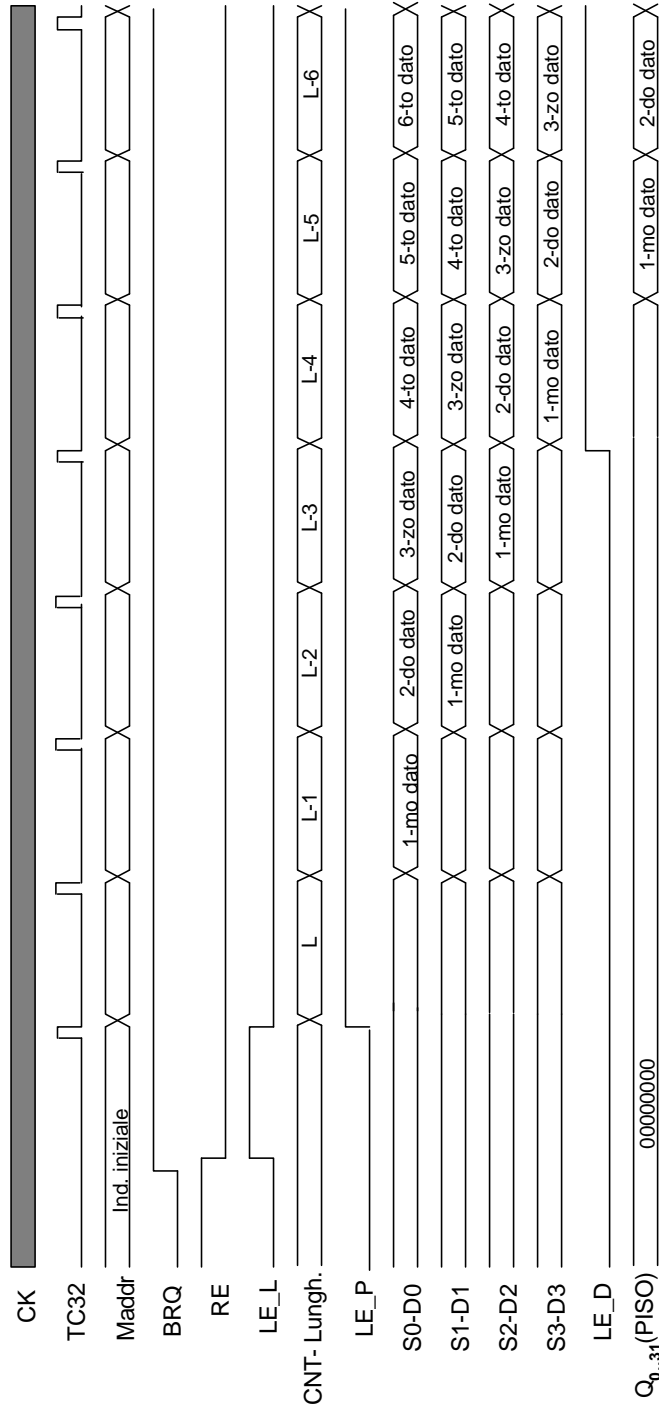 CK
TC32
Maddr Ind. iniziale
BRQ
RE
LE_L
CNT- Lungh. L L-1 L-2 L-3 L-4 L-5 L-6
LE_P
S0-D0 1-mo dato 2-do dato 3-zo dato 4-to dato 5-to dato 6-to dato
S1-D1 1-mo dato 2-do dato 3-zo dato 4-to dato 5-to dato
S2-D2 1-mo dato 2-do dato 3-zo dato 4-to dato
S3-D3 1-mo dato 2-do dato 3-zo dato
LE_D
Q0..31(PISO) 00000000 1-mo dato 2-do dato